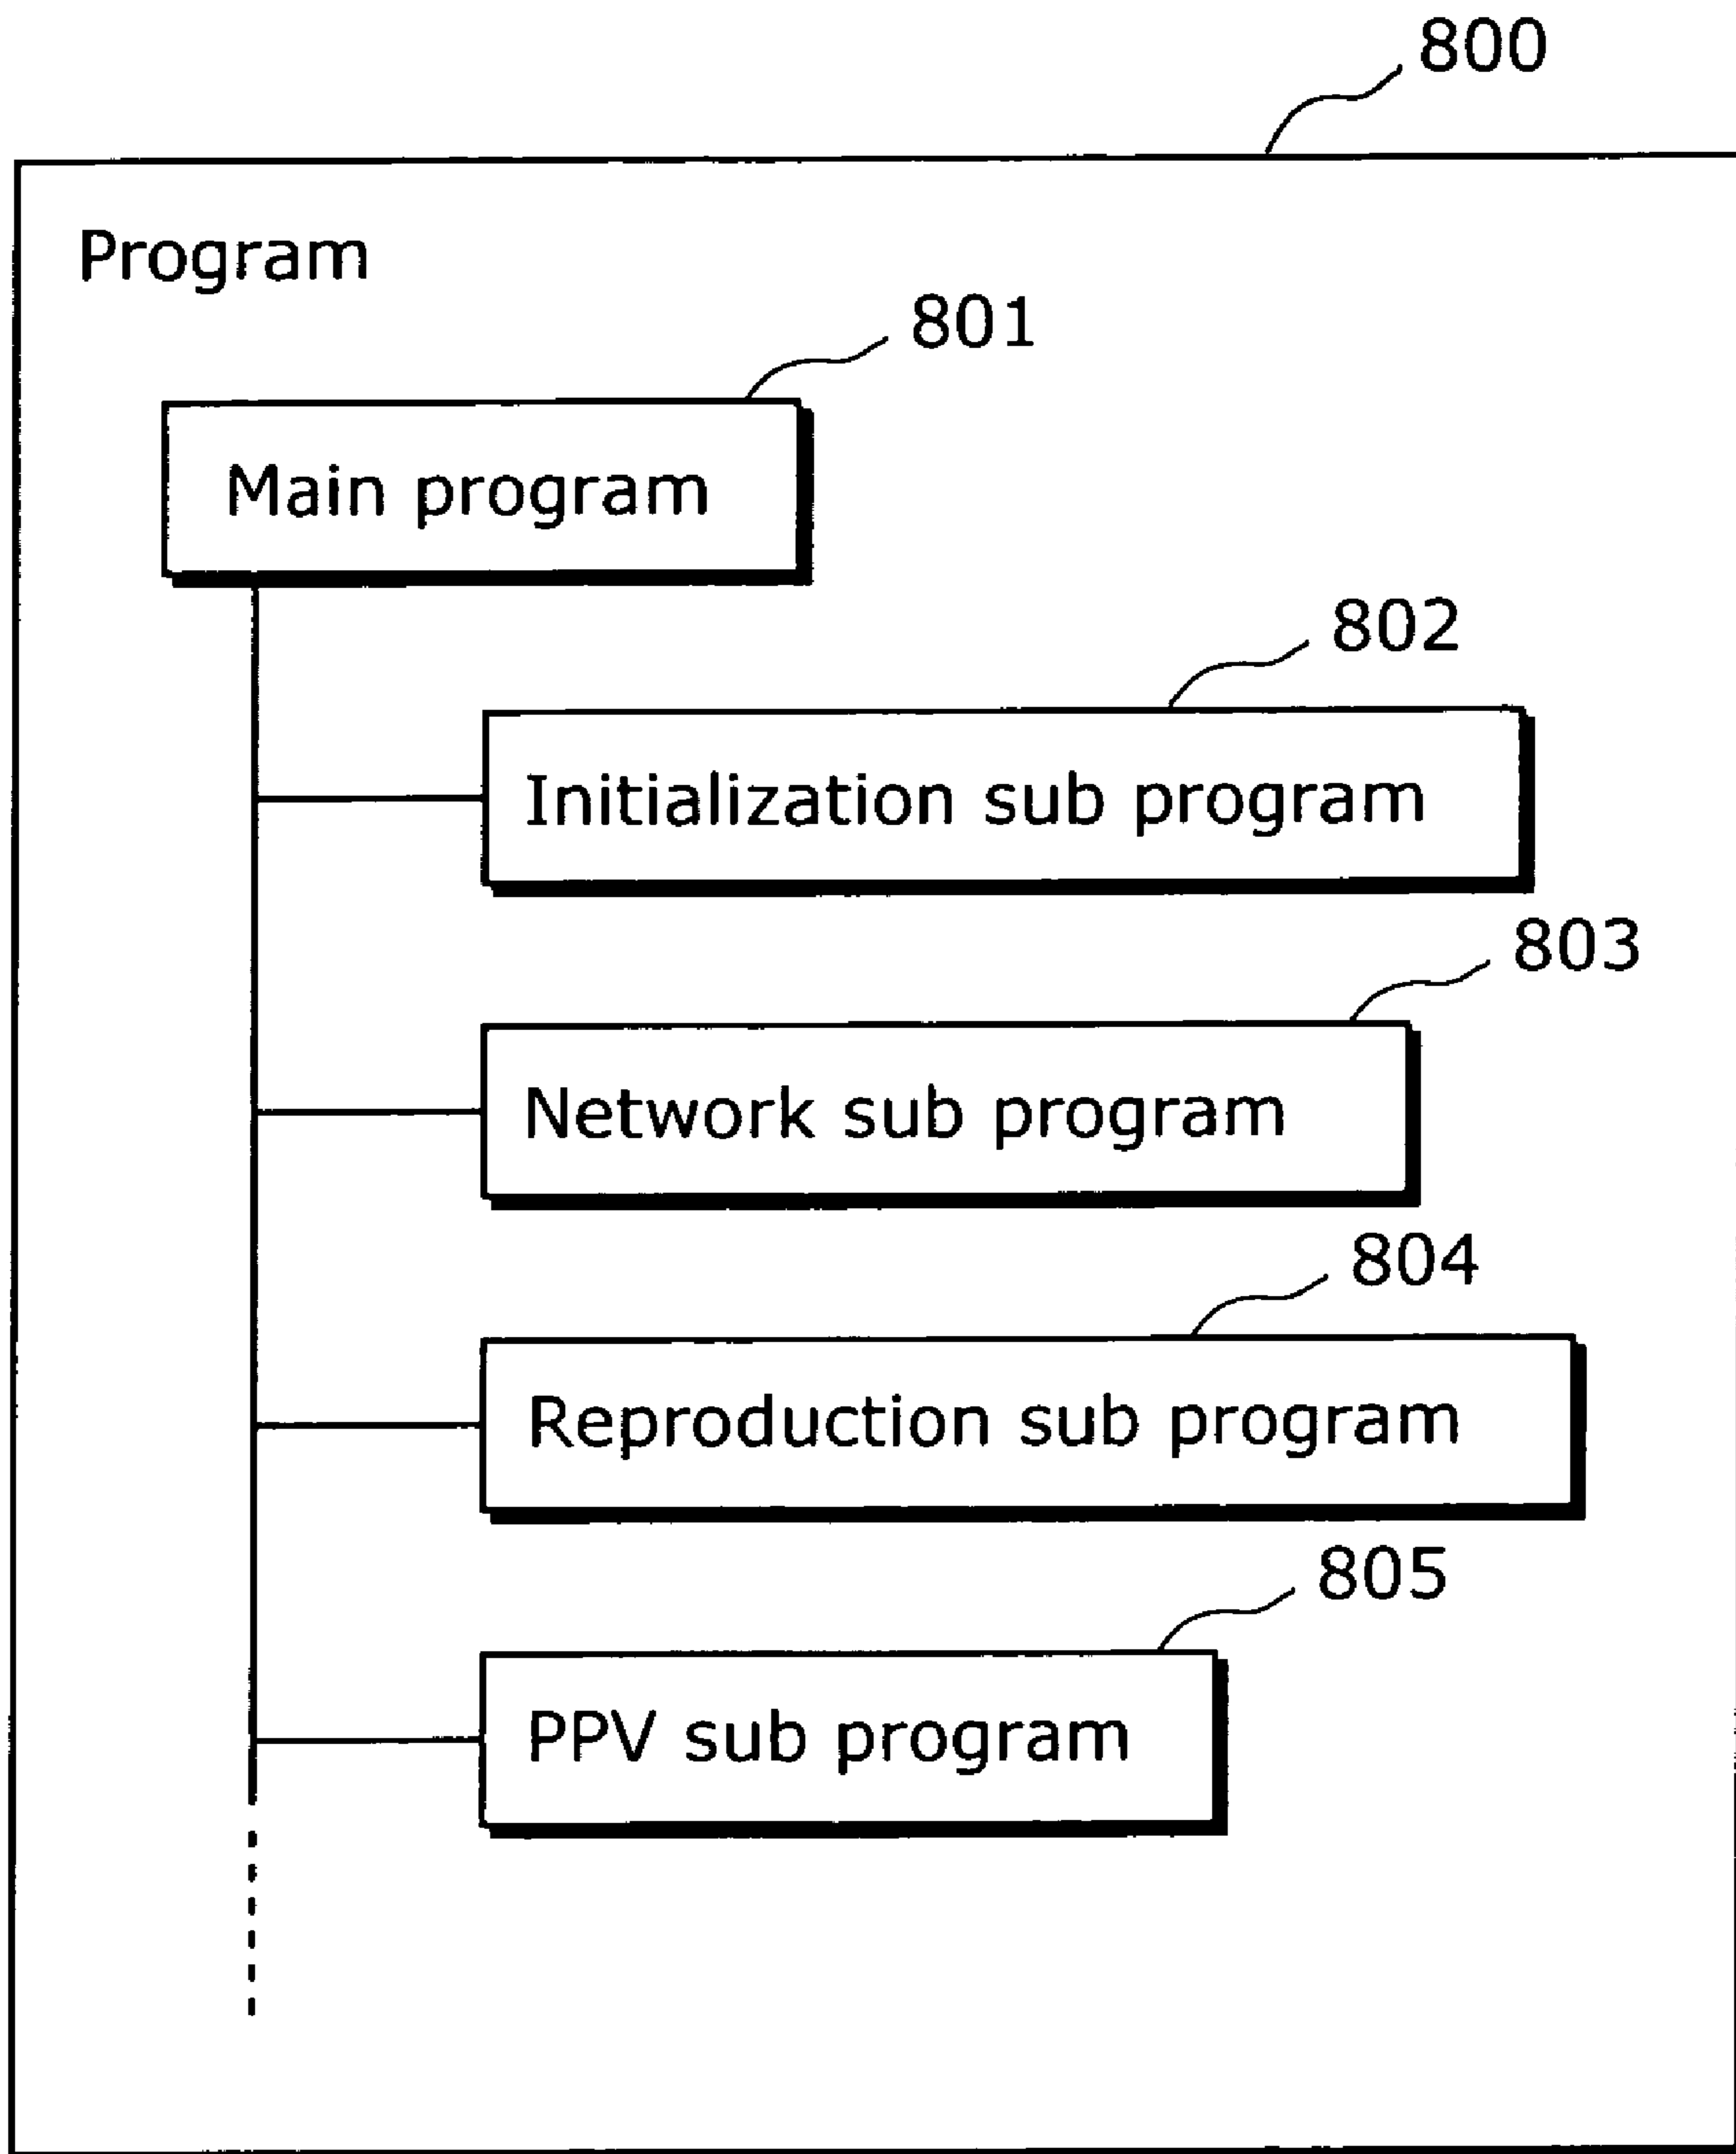 800
Program
801
Main program
802
Initialization sub program
803
Network sub program
804
Reproduction sub program
805
PPV sub program